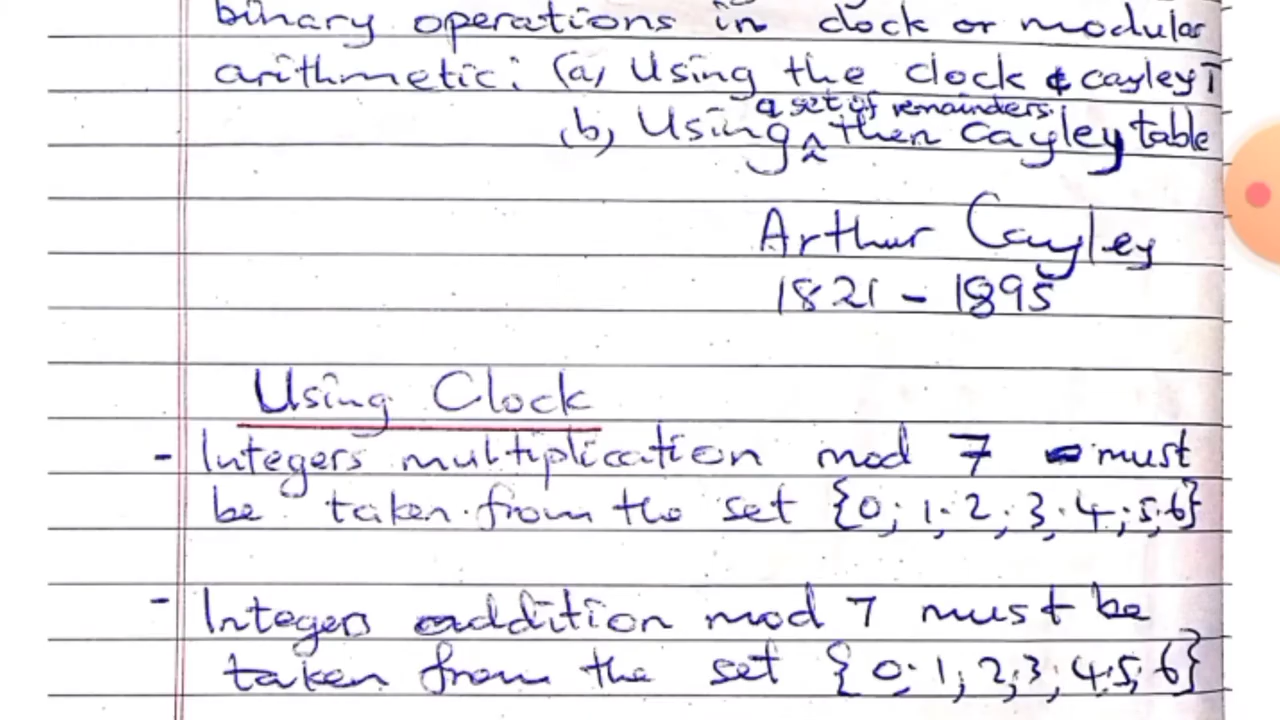 binary operations in clock or modular
arithmetic: (a) Using the clock & cayley T
a set of remainders.
(b) Using ^ then Cayley table
Arthur Cayley
1821 - 1895
Using Clock
- Integers multiplication mod 7 must
be taken from the set {0; 1; 2; 3; 4; 5; 6}
- Integers addition mod 7 must be
taken from the set {0; 1; 2; 3; 4; 5; 6}